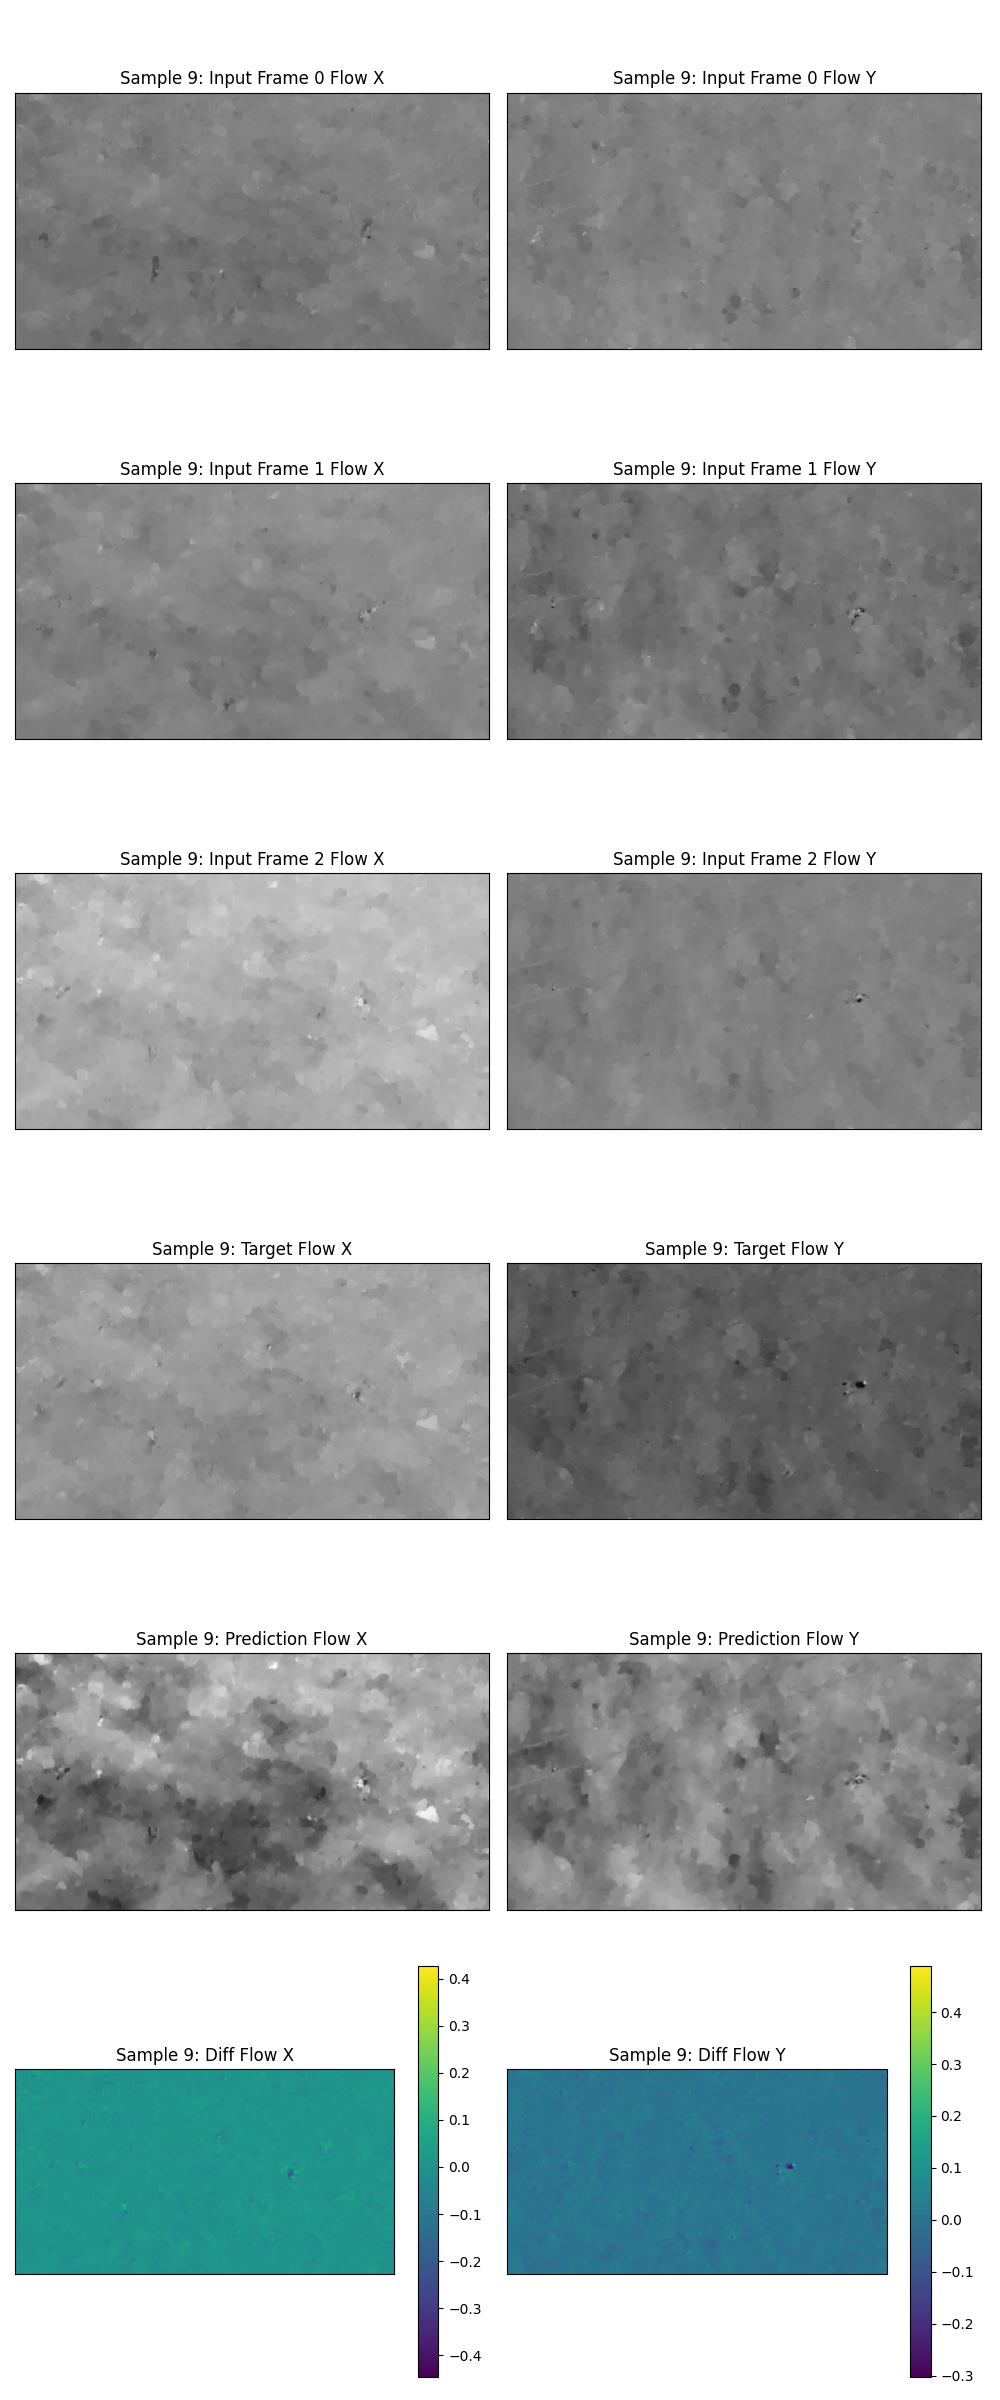 Sample 9: Input Frame 0 Flow X
Sample 9: Input Frame 0 Flow Y
Sample 9: Input Frame 1 Flow X
Sample 9: Input Frame 1 Flow Y
Sample 9: Input Frame 2 Flow X
Sample 9: Input Frame 2 Flow Y
Sample 9: Target Flow X
Sample 9: Target Flow Y
Sample 9: Prediction Flow X
Sample 9: Prediction Flow Y
Sample 9: Diff Flow X
0.4
0.3
0.2
0.1
0.0
−0.1
−0.2
−0.3
−0.4
Sample 9: Diff Flow Y
0.4
0.3
0.2
0.1
0.0
−0.1
−0.2
−0.3